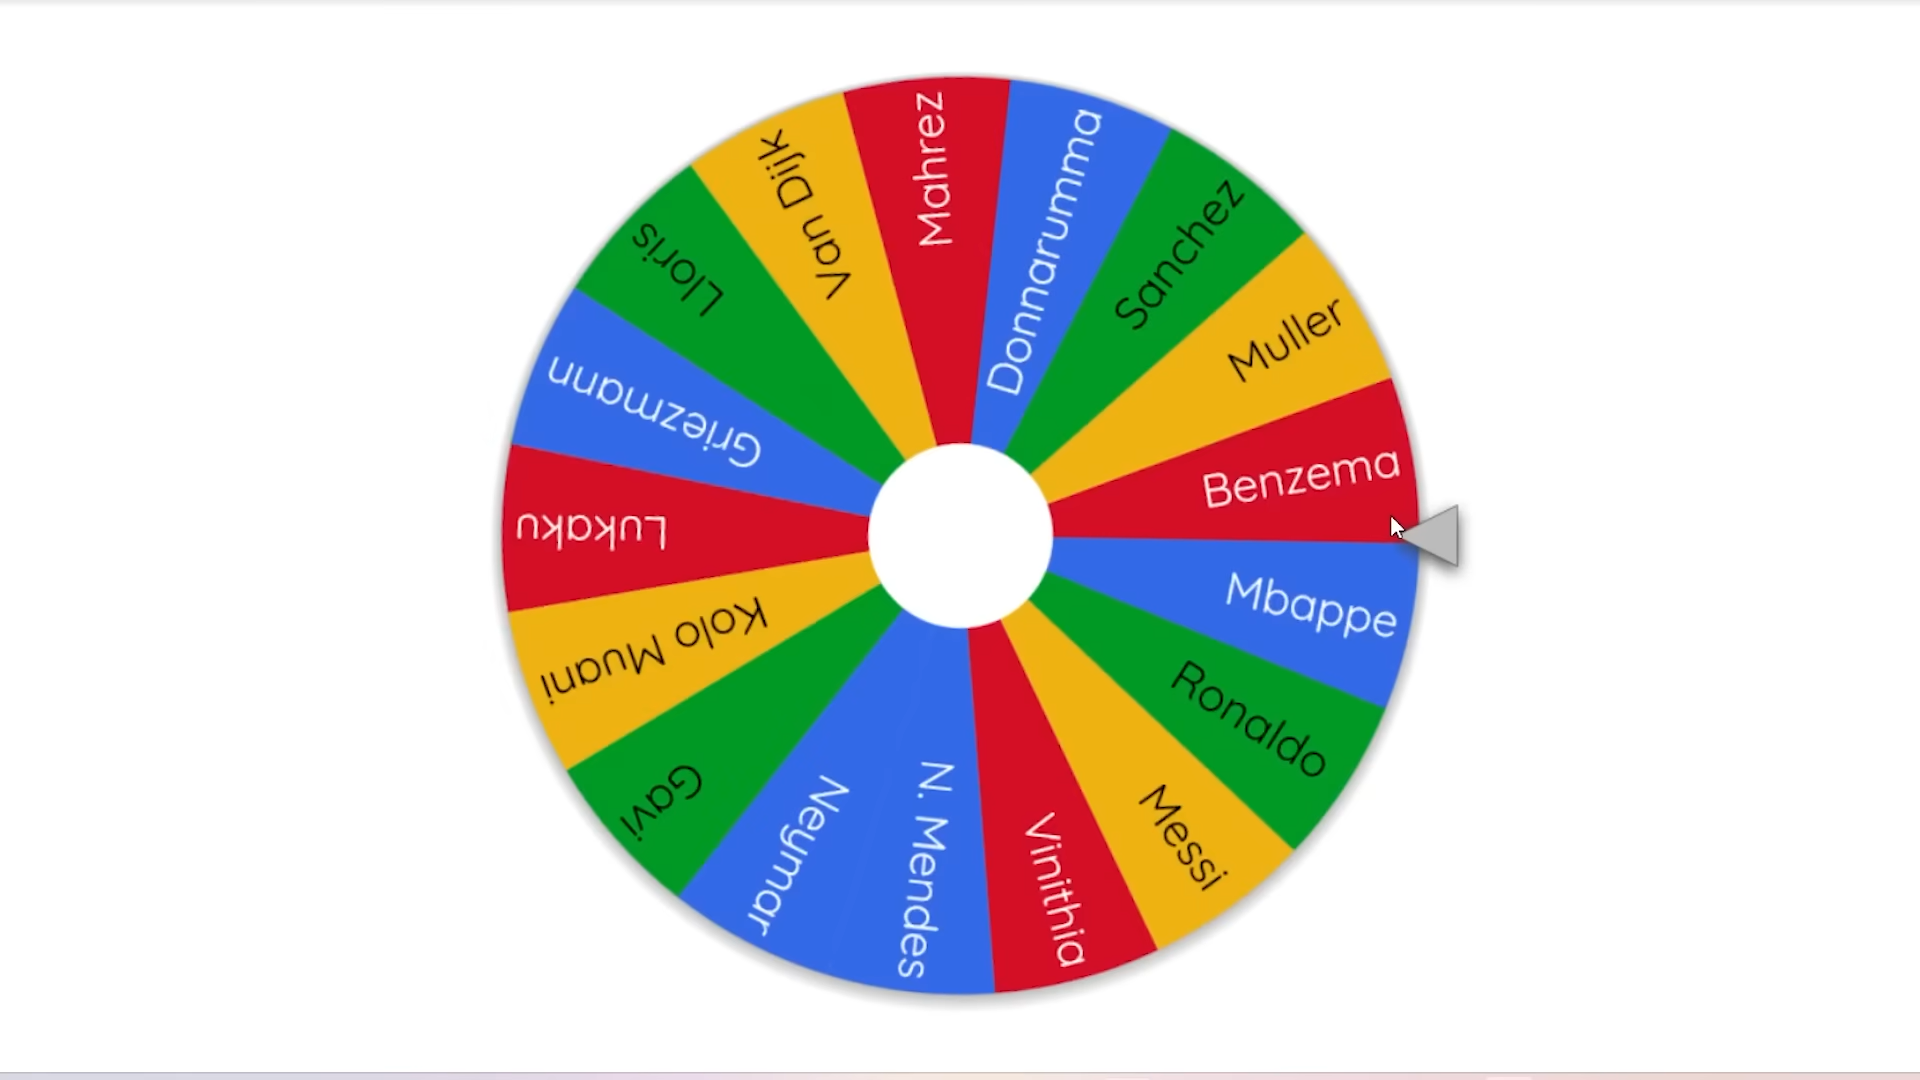 Mahrez
Donnarumma
Sanchez
Muller
Benzema
Mbappe
Ronaldo
Messi
Vinithia
N. Mendes
Neymar
Gavi
Kolo Muani
Lukaku
Griezmann
Lloris
Van Dijk